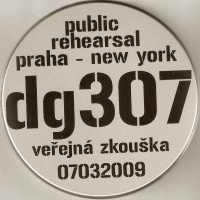 public
rehearsal
praha - new york
dg307
veřejná zkouška
07032009